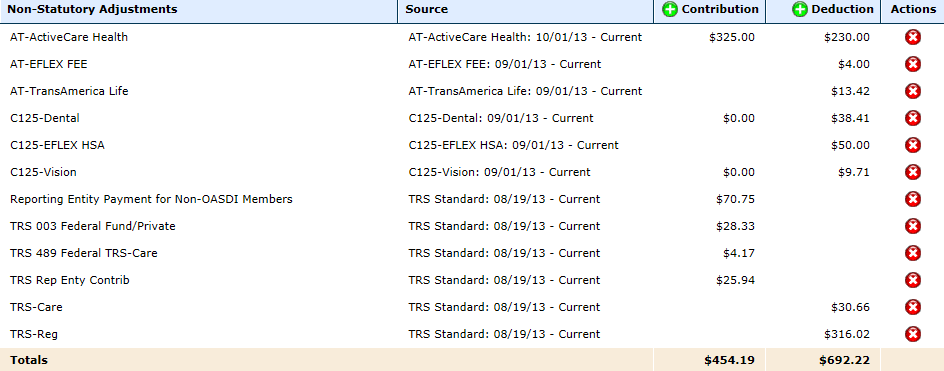 Non-Statutory Adjustments Source Contribution Deduction Actions
AT-ActiveCare Health AT-ActiveCare Health: 10/01/13 - Current $325.00 $230.00
AT-EFLEX FEE AT-EFLEX FEE: 09/01/13 - Current $4.00
AT-TransAmerica Life AT-TransAmerica Life: 09/01/13 - Current $13.42
C125-Dental C125-Dental: 09/01/13 - Current $0.00 $38.41
C125-EFLEX HSA C125-EFLEX HSA: 09/01/13 - Current $50.00
C125-Vision C125-Vision: 09/01/13 - Current $0.00 $9.71
Reporting Entity Payment for Non-OASDI Members TRS Standard: 08/19/13 - Current $70.75
TRS 003 Federal Fund/Private TRS Standard: 08/19/13 - Current $28.33
TRS 489 Federal TRS-Care TRS Standard: 08/19/13 - Current $4.17
TRS Rep Enty Contrib TRS Standard: 08/19/13 - Current $25.94
TRS-Care TRS Standard: 08/19/13 - Current $30.66
TRS-Reg TRS Standard: 08/19/13 - Current $316.02
Totals $454.19 $692.22